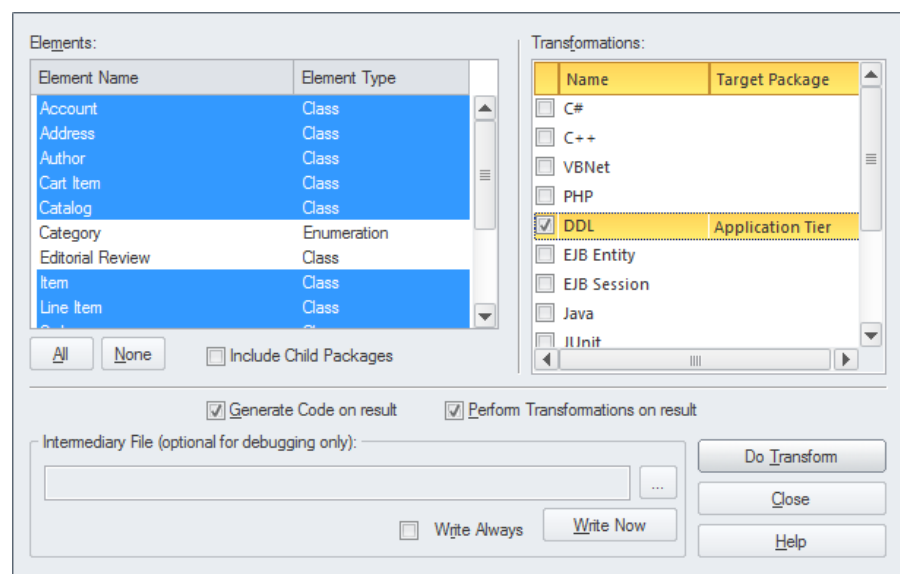 Elements:
Element Name Element Type
Account Class
Address Class
Author Class
Cart Item Class
Catalog Class
Category Enumeration
Editorial Review Class
Item Class
Line Item Class
All None Include Child Packages
Transformations:
Name Target Package
C#
C++
VBNet
PHP
DDL Application Tier
EJB Entity
EJB Session
Java
JUnit
Generate Code on result Perform Transformations on result
Intermediary File (optional for debugging only):
...
Write Always Write Now
Do Transform
Close
Help